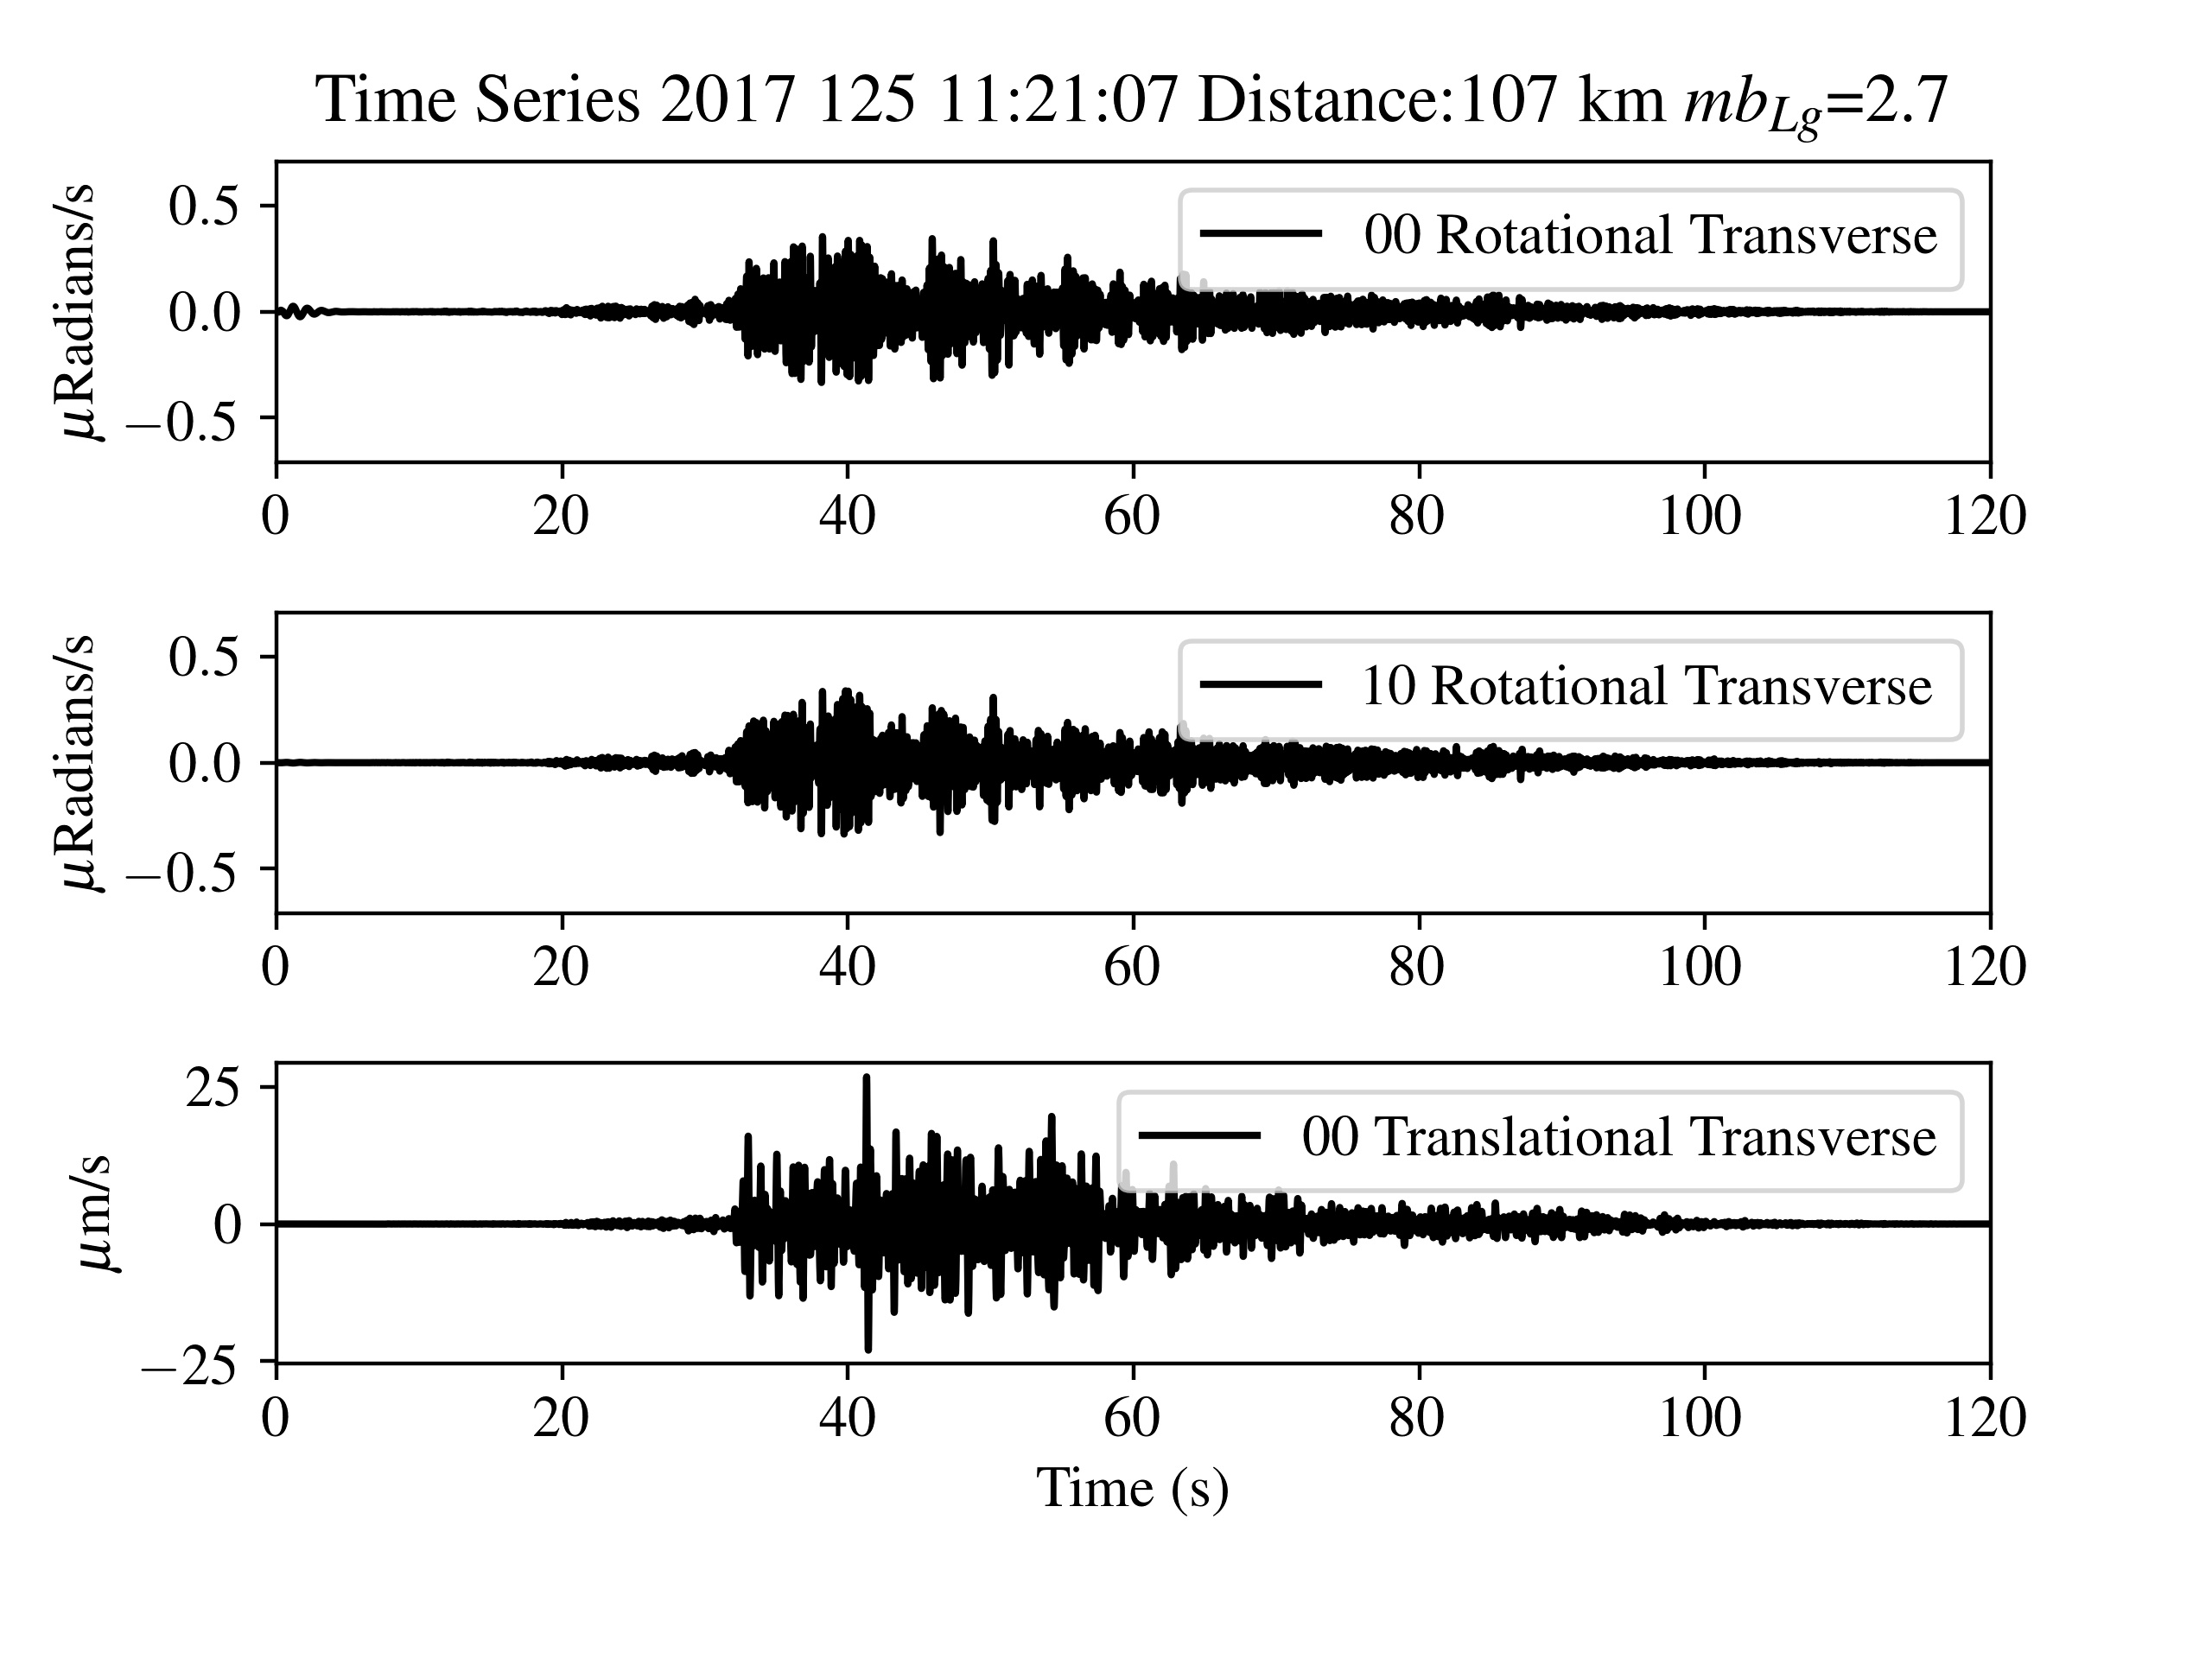 Time Series 2017 125 11:21:07 Distance:107 km mb_Lg=2.7
µRadians/s
0.5
0.0
−0.5
00 Rotational Transverse
0 20 40 60 80 100 120
µRadians/s
0.5
0.0
−0.5
10 Rotational Transverse
0 20 40 60 80 100 120
µm/s
25
0
−25
00 Translational Transverse
0 20 40 60 80 100 120
Time (s)